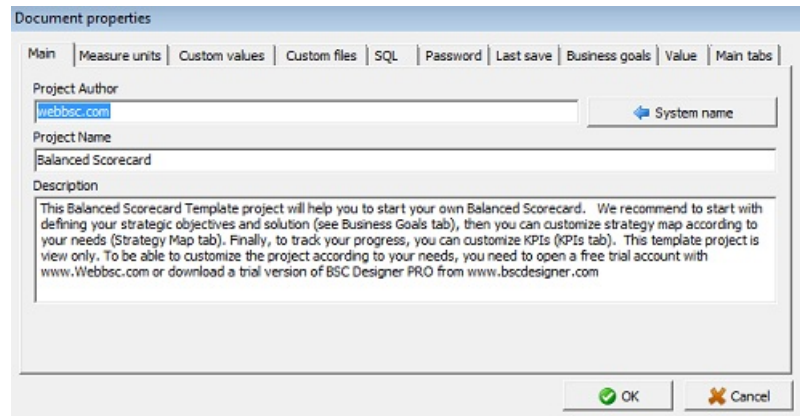 Document properties
Main Measure units Custom values Custom files SQL Password Last save Business goals Value Main tabs
Project Author
webbsc.com System name
Project Name
Balanced Scorecard
Description
This Balanced Scorecard Template project will help you to start your own Balanced Scorecard. We recommend to start with
defining your strategic objectives and solution (see Business Goals tab), then you can customize strategy map according to
your needs (Strategy Map tab). Finally, to track your progress, you can customize KPIs (KPIs tab). This template project is
view only. To be able to customize the project according to your needs, you need to open a free trial account with
www.Webbsc.com or download a trial version of BSC Designer PRO from www.bscdesigner.com
OK Cancel